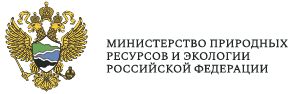 МИНИСТЕРСТВО ПРИРОДНЫХ
РЕСУРСОВ И ЭКОЛОГИИ
РОССИЙСКОЙ ФЕДЕРАЦИИ